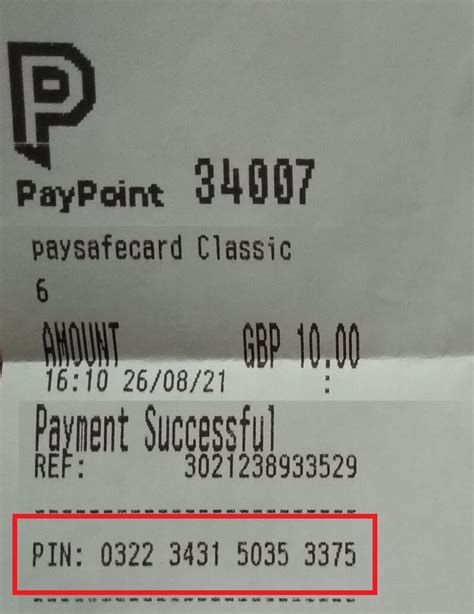 PayPoint 34007
paysafecard Classic
6
AMOUNT GBP 10.00
16:10 26/08/21 :
Payment Successful
REF: 3021238933529
PIN: 0322 3431 5035 3375